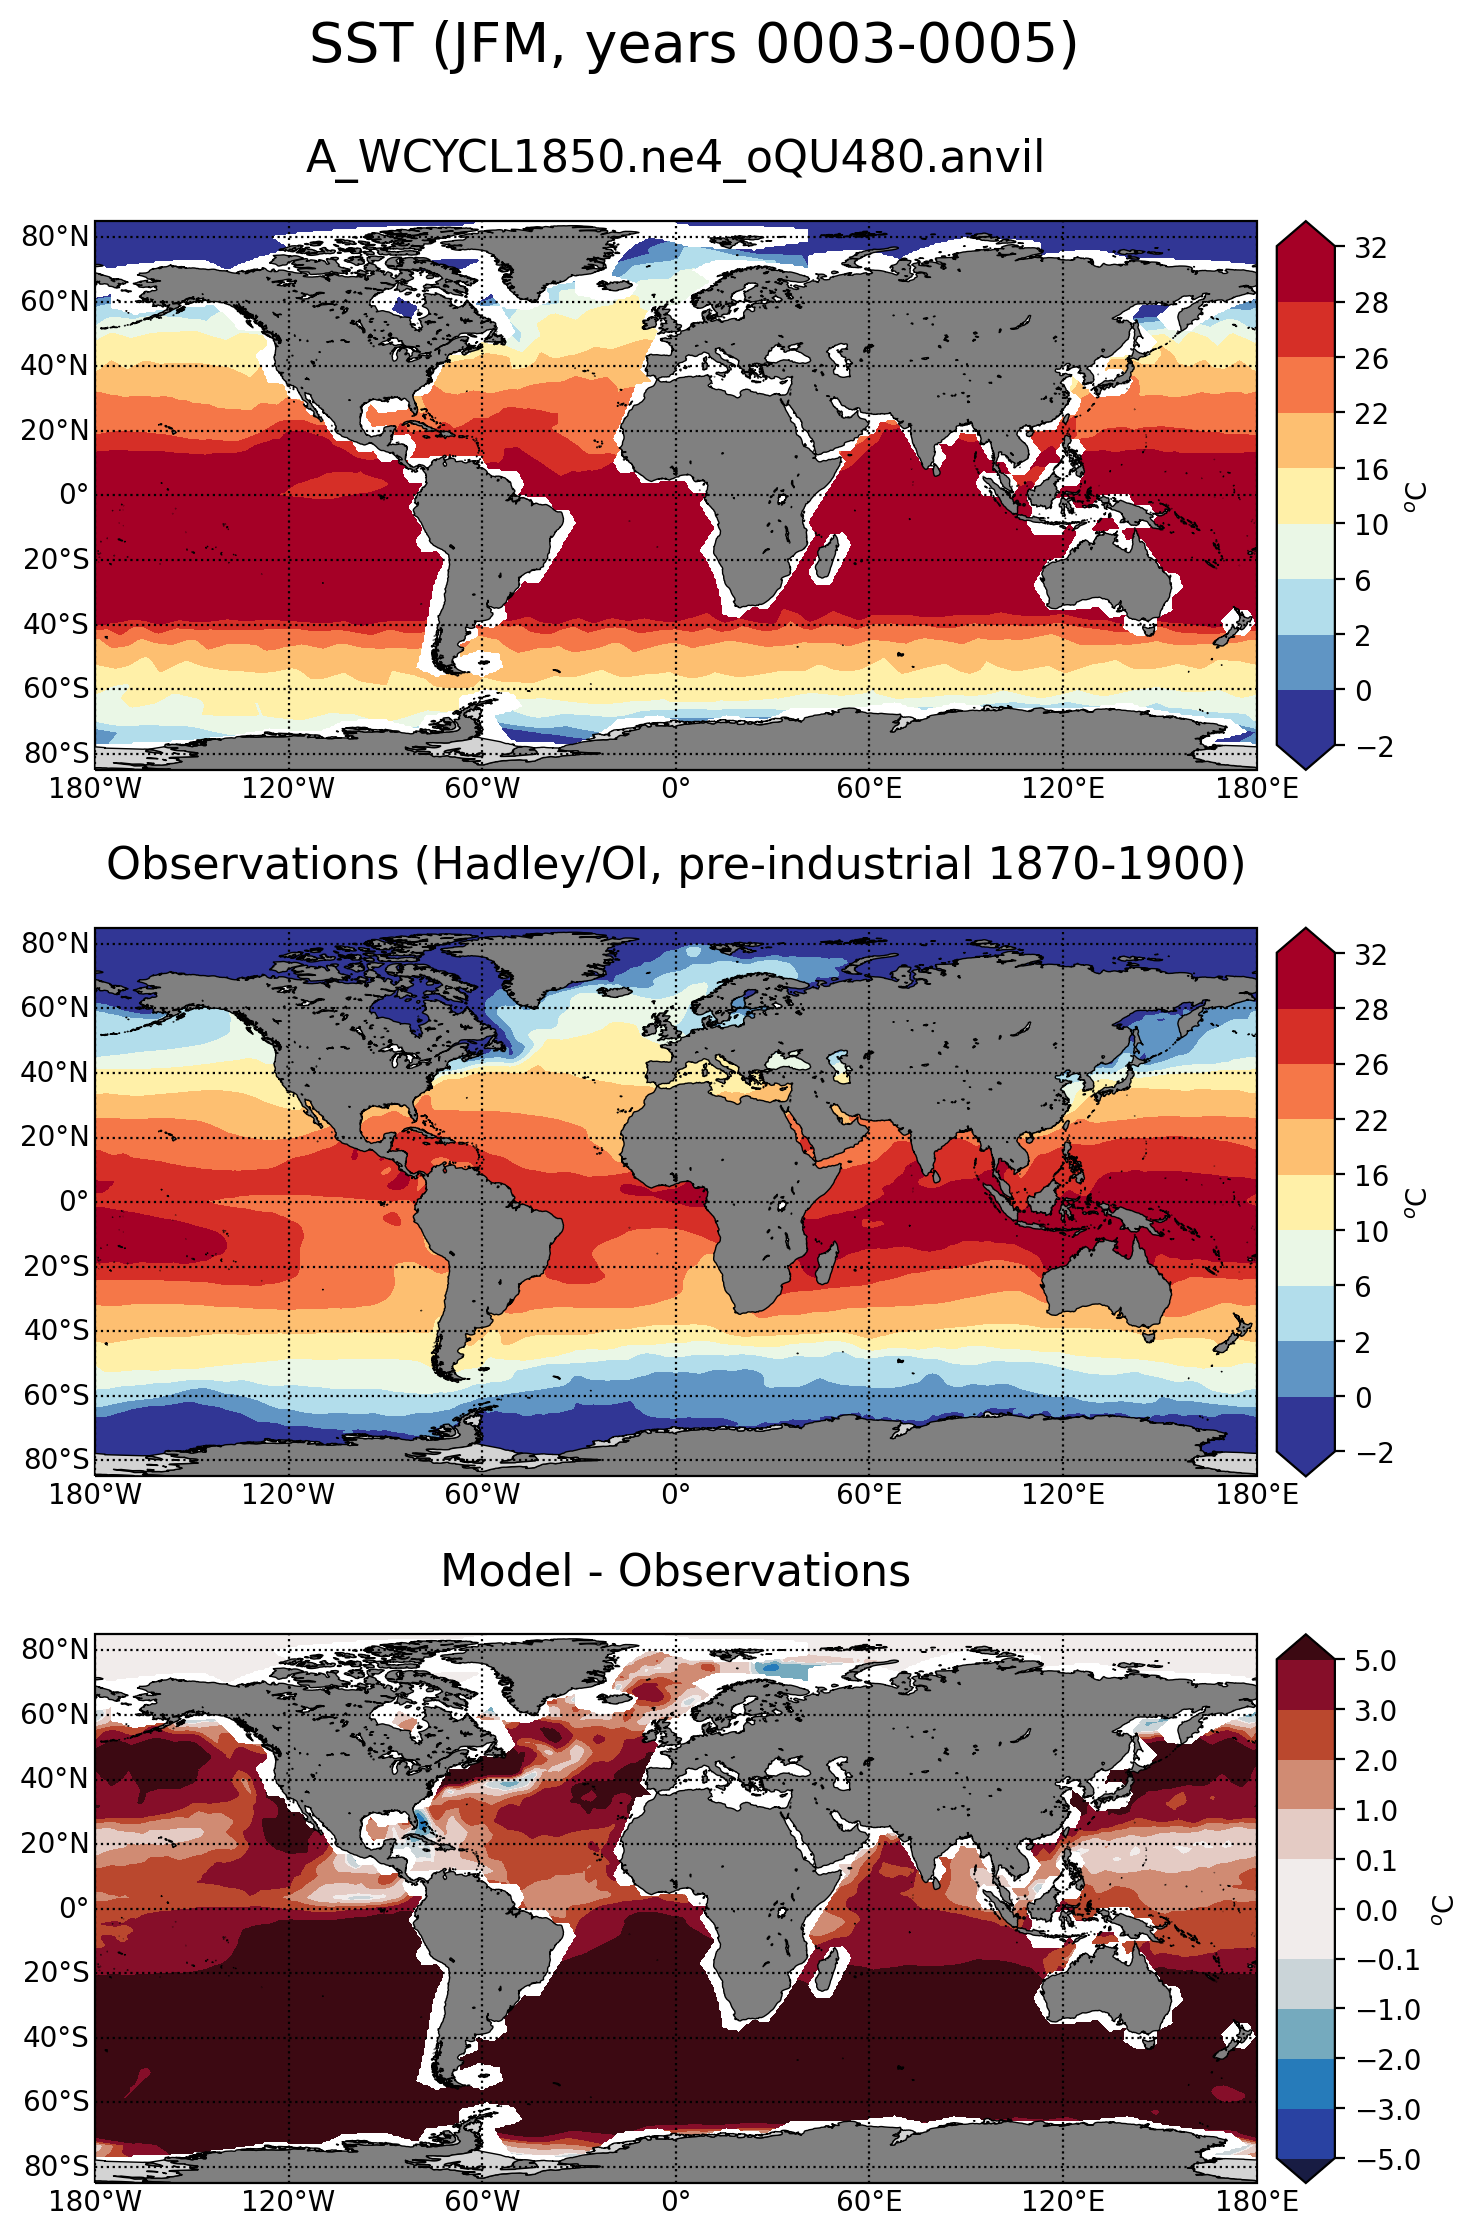 SST (JFM, years 0003-0005)
A_WCYCL1850.ne4_oQU480.anvil
80°N
60°N
40°N
20°N
0°
20°S
40°S
60°S
80°S
180°W 120°W 60°W 0° 60°E 120°E 180°E
32
28
26
22
16
10
6
2
0
−2
°C
Observations (Hadley/OI, pre-industrial 1870-1900)
80°N
60°N
40°N
20°N
0°
20°S
40°S
60°S
80°S
180°W 120°W 60°W 0° 60°E 120°E 180°E
32
28
26
22
16
10
6
2
0
−2
°C
Model - Observations
80°N
60°N
40°N
20°N
0°
20°S
40°S
60°S
80°S
180°W 120°W 60°W 0° 60°E 120°E 180°E
5.0
3.0
2.0
1.0
0.1
0.0
−0.1
−1.0
−2.0
−3.0
−5.0
°C